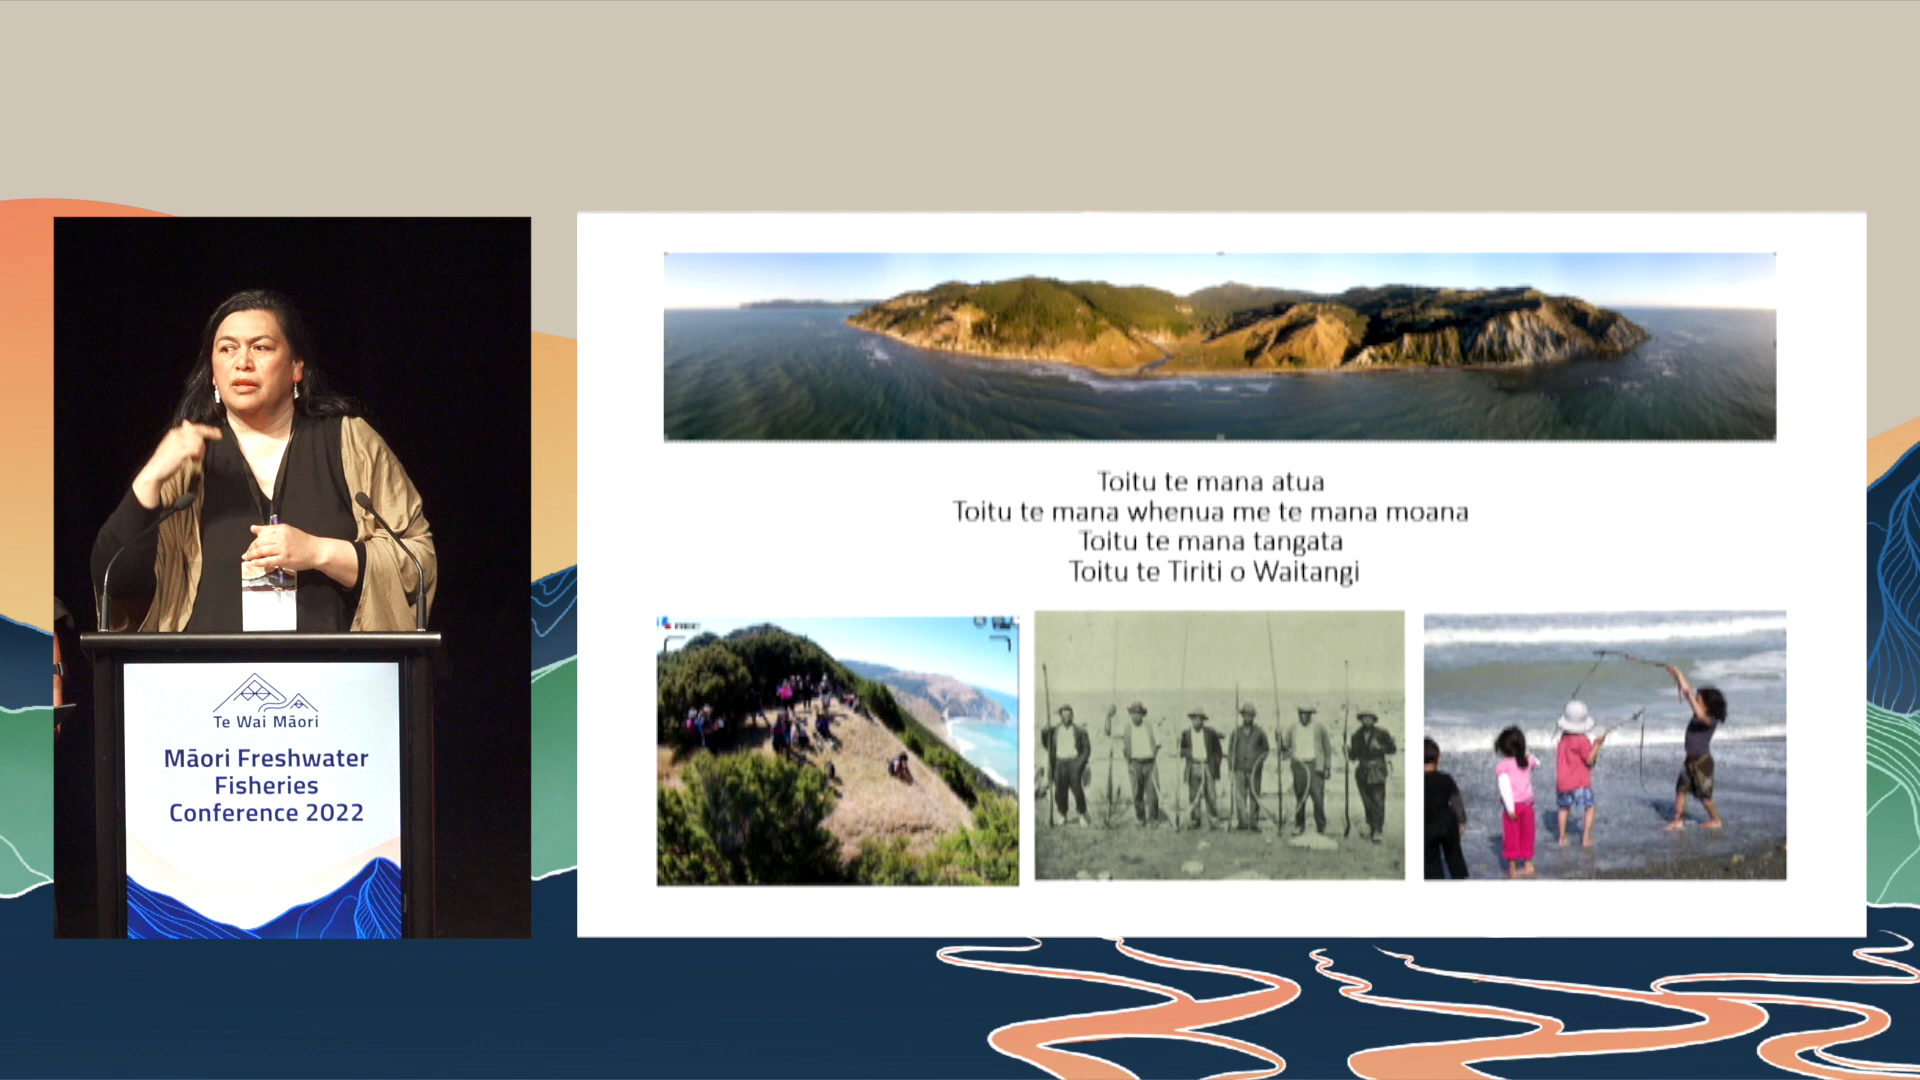 Te Wai Māori
Māori Freshwater
Fisheries
Conference 2022
Toitu te mana atua
Toitu te mana whenua me te mana moana
Toitu te mana tangata
Toitu te Tiriti o Waitangi